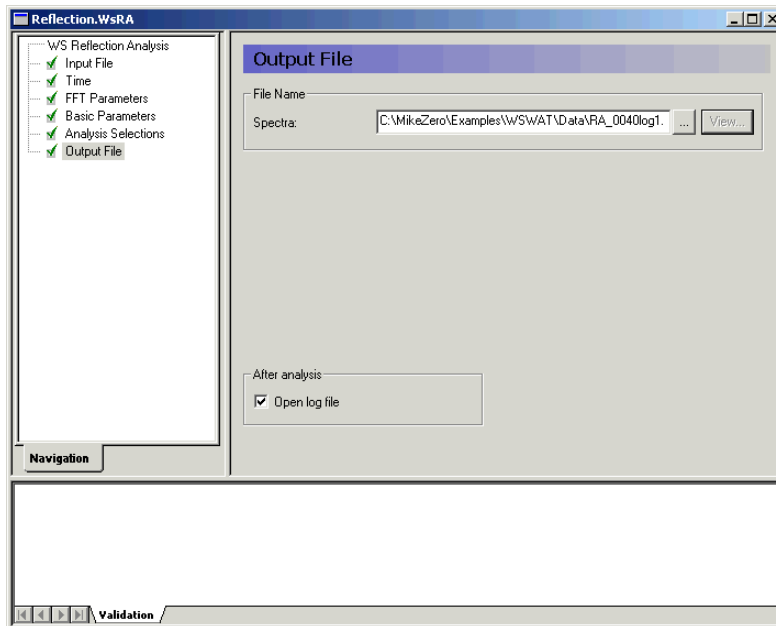 Reflection.WsRA
WS Reflection Analysis
Input File
Time
FFT Parameters
Basic Parameters
Analysis Selections
Output File
Navigation
Output File
File Name
Spectra:
C:\MikeZero\Examples\WSWAT\Data\RA_0040log1.
...
View...
After analysis
Open log file
Validation